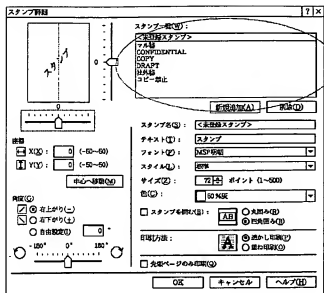 スタンプ詳細
スタンプ
スタンプ一覧(W):
<未登録スタンプ>
マル秘
CONFIDENTIAL
COPY
DRAFT
社外秘
コピー禁止
新規追加(A)
削除(D)
0
座標
X(X): 0 (-50~50)
Y(Y): 0 (-50~50)
中心へ移動(M)
角度(G)
右上がり(-)
右下がり(+)
自由設定(I) 0 °
-180° 0° 180°
スタンプ名(S): <未登録スタンプ>
テキスト(T): スタンプ
フォント(F): MSP明朝
スタイル(L): 標準
サイズ(Z): 72 ポイント (1~500)
色(C): 50 %灰
スタンプを囲む(B):
AB
丸囲み(R)
四角囲み(R)
印刷方法:
透かし印刷(P)
重ね印刷(O)
先頭ページのみ印刷(G)
OK
キャンセル
ヘルプ(H)